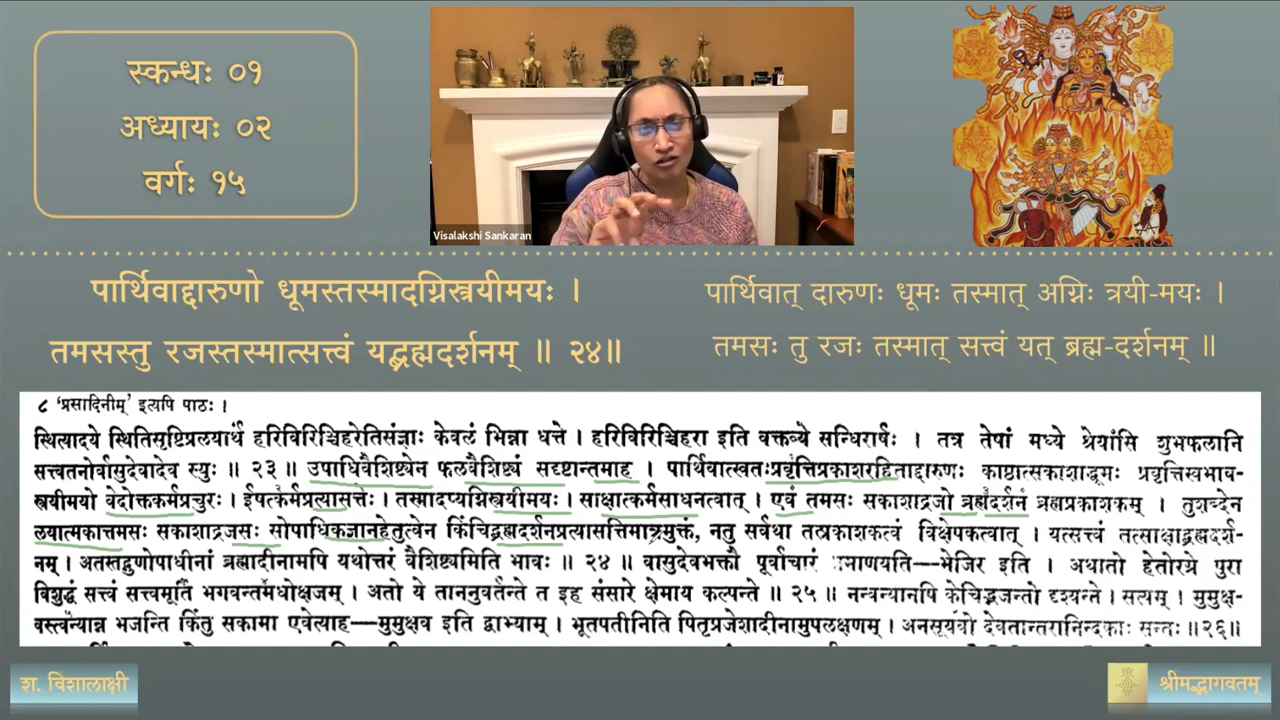 स्कन्धः ०१
अध्यायः ०२
वर्गः १५
Visalakshi Sankaran
पार्थिवाद्दारुणो धूमस्तस्मादग्निस्त्रयीमयः ।
तमसस्तु रजस्तस्मात्सत्त्वं यद्ब्रह्मदर्शनम् ॥ २४॥
पार्थिवात् दारुणः धूमः तस्मात् अग्निः त्रयी-मयः ।
तमसः तु रजः तस्मात् सत्त्वं यत् ब्रह्म-दर्शनम् ॥
८ ‘प्रसादिनीम्’ इत्यपि पाठः ।
स्थित्यादये स्थितिसृष्टिप्रलयार्थं हरिविरिञ्चिहरेतिसंज्ञाः केवलं भिन्ना धत्ते । हरिविरिञ्चिहरा इति वक्तव्ये सन्धिरार्षः । तत्र तेषां मध्ये श्रेयांसि शुभफलानि
सत्त्वतनोर्वासुदेवादेव स्युः ॥ २३ ॥ उपाधिवैशिष्ट्येन फलवैशिष्ट्यं सदृष्टान्तमाह । पार्थिवात्स्वतःप्रवृत्तिप्रकाशरहिताद्दारुणः काष्ठात्सकाशाद्धूमः प्रवृत्तिस्वभाव-
स्त्रयीमयो वेदोक्तकर्मप्रचुरः । ईषत्कर्मप्रत्यासत्तेः । तस्मादप्यग्निस्त्रयीमयः । साक्षात्कर्मसाधनत्वात् । एवं तमसः सकाशाद्रजो ब्रह्मदर्शनं ब्रह्मप्रकाशकम् । तुशब्देन
लयात्मकात्तमसः सकाशाद्रजसः सोपाधिकज्ञानहेतुत्वेन किंचिद्ब्रह्मदर्शनप्रत्यासत्तिमात्रमुक्तं, नतु सर्वथा तत्प्रकाशकत्वं विक्षेपकत्वात् । यत्सत्त्वं तत्साक्षाद्ब्रह्मदर्श-
नम् । अतस्तद्गुणोपाधीनां ब्रह्मादीनामपि यथोत्तरं वैशिष्ट्यमिति भावः ॥ २४ ॥ वासुदेवभक्तौ पूर्वाचारं प्रमाणयति—भेजिर इति । अथातो हेतोरग्रे पुरा
विशुद्धं सत्त्वं सत्त्वमूर्तिं भगवन्तमधोक्षजम् । अतो ये ताननुवर्तन्ते त इह संसारे क्षेमाय कल्पन्ते ॥ २५ ॥ नन्वन्यानपि केचिद्भजन्तो दृश्यन्ते । सत्यम् । मुमुक्ष-
वस्त्वन्यान्न भजन्ति किंतु सकामा एवेत्याह—मुमुक्षव इति द्वाभ्याम् । भूतपतीनिति पितृप्रजेशादीनामुपलक्षणम् । अनसूयवो देवतान्तरानिन्दकाः सन्तः ॥२६॥
श. विशालाक्षी
श्रीमद्भागवतम्